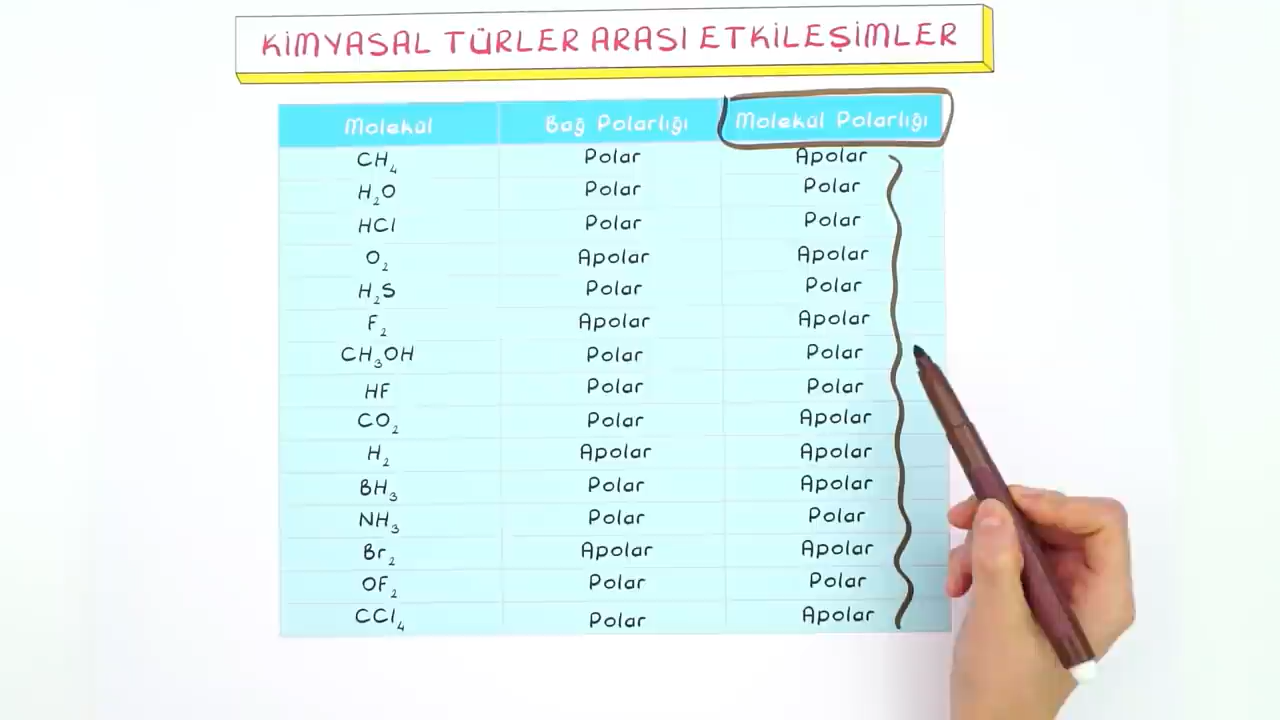 KİMYASAL TÜRLER ARASI ETKİLEŞİMLER
Molekül Bağ Polarlığı Molekül Polarlığı
CH₄ Polar Apolar
H₂O Polar Polar
HCl Polar Polar
O₂ Apolar Apolar
H₂S Polar Polar
F₂ Apolar Apolar
CH₃OH Polar Polar
HF Polar Polar
CO₂ Polar Apolar
H₂ Apolar Apolar
BH₃ Polar Apolar
NH₃ Polar Polar
Br₂ Apolar Apolar
OF₂ Polar Polar
CCl₄ Polar Apolar